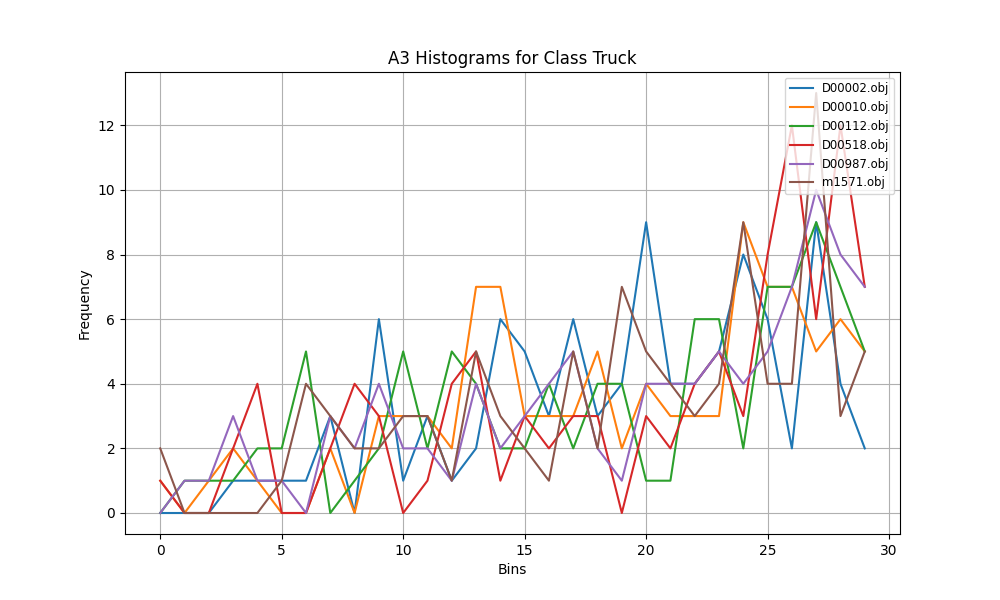 A3 Histograms for Class Truck
D00002.obj
D00010.obj
D00112.obj
D00518.obj
D00987.obj
m1571.obj
Frequency
12
10
8
6
4
2
0
0 5 10 15 20 25 30
Bins